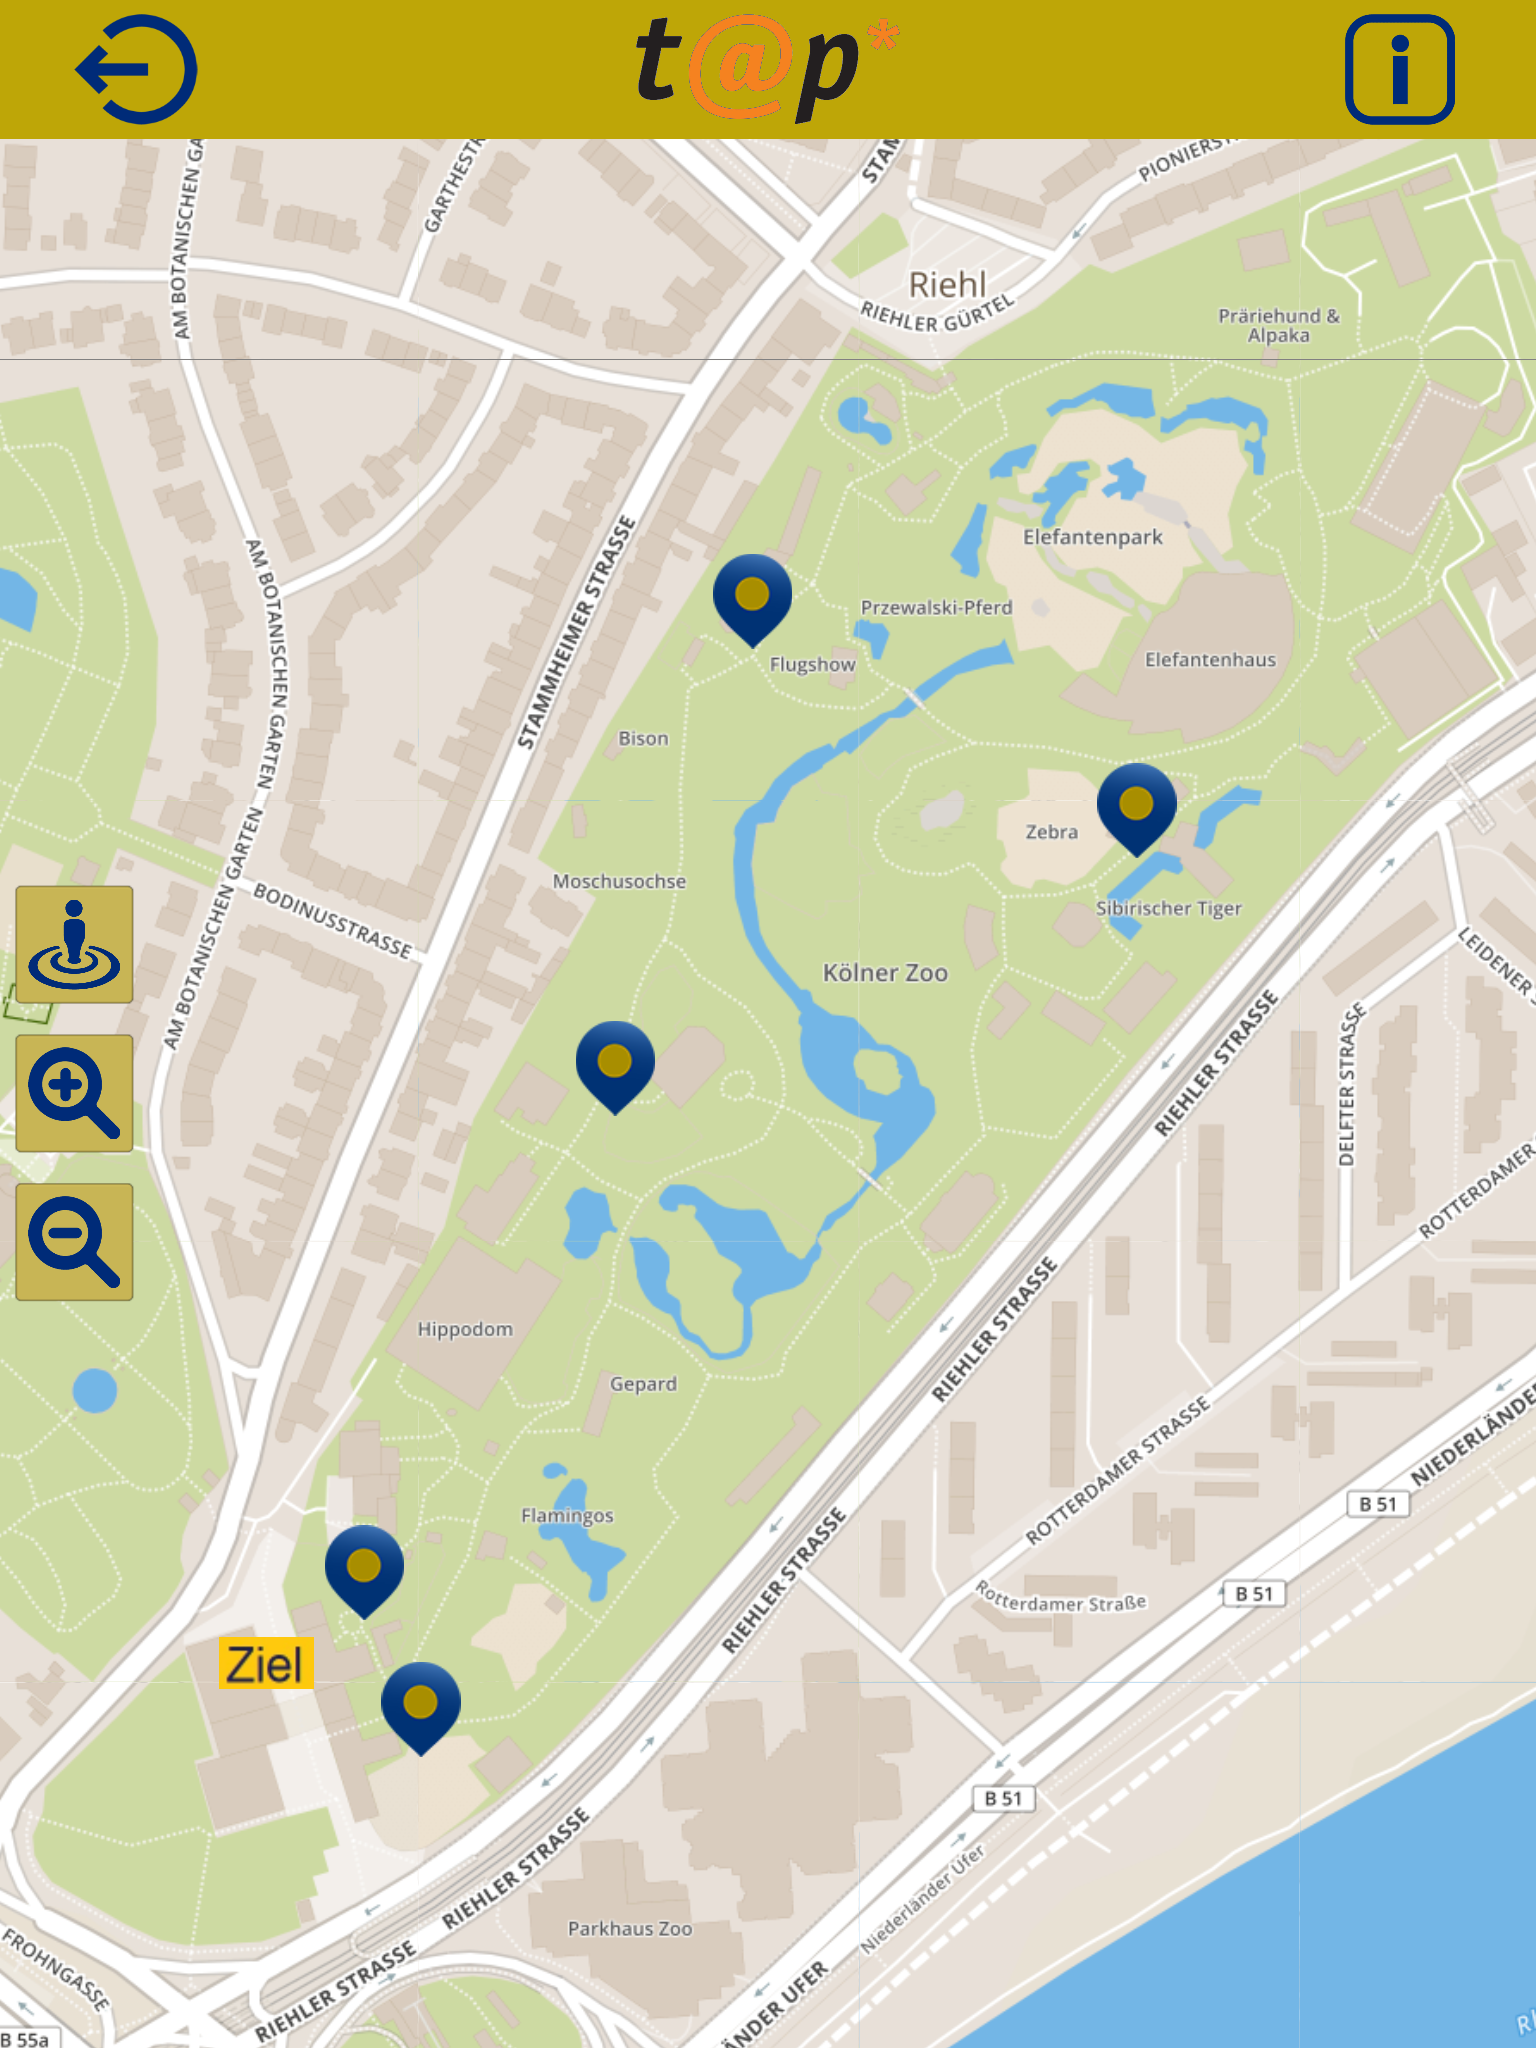 t@p*
i
AM BOTANISCHEN GA
GARTHESTR
STAM
PIONIERST
Riehl
RIEHLER GÜRTEL
Präriehund &
Alpaka
Elefantenpark
Przewalski-Pferd
Elefantenhaus
Flugshow
STAMMHEIMER STRASSE
AM BOTANISCHEN GARTEN
Bison
Zebra
Moschusochse
AM BOTANISCHEN GARTEN
BODINUSSTRASSE
Sibirischer Tiger
Kölner Zoo
LEIDENER S
RIEHLER STRASSE
DELFTER STRASSE
ROTTERDAMER
RIEHLER STRASSE
Hippodom
Gepard
ROTTERDAMER STRASSE
NIEDERLÄNDE
B 51
Flamingos
RIEHLER STRASSE
B 51
Rotterdamer Straße
Ziel
B 51
RIEHLER STRASSE
Niederländer Ufer
Parkhaus Zoo
FROHNGASSE
RIEHLER STRASSE
ÄNDER UFER
B 55a